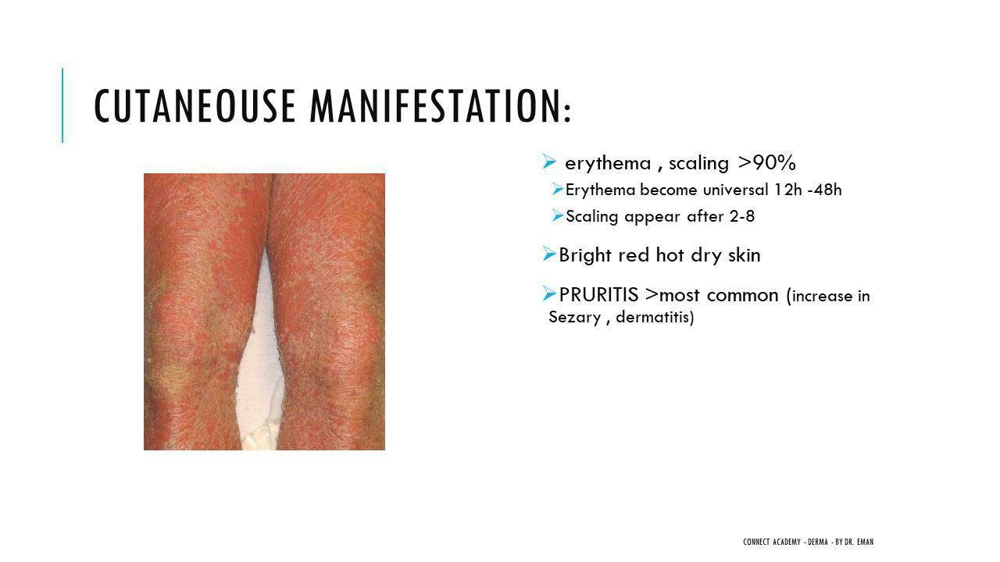 CUTANEOUSE MANIFESTATION:
erythema , scaling >90%
Erythema become universal 12h -48h
Scaling appear after 2-8
Bright red hot dry skin
PRURITIS >most common (increase in
Sezary , dermatitis)
CONNECT ACADEMY - DERMA - BY DR. EMAN